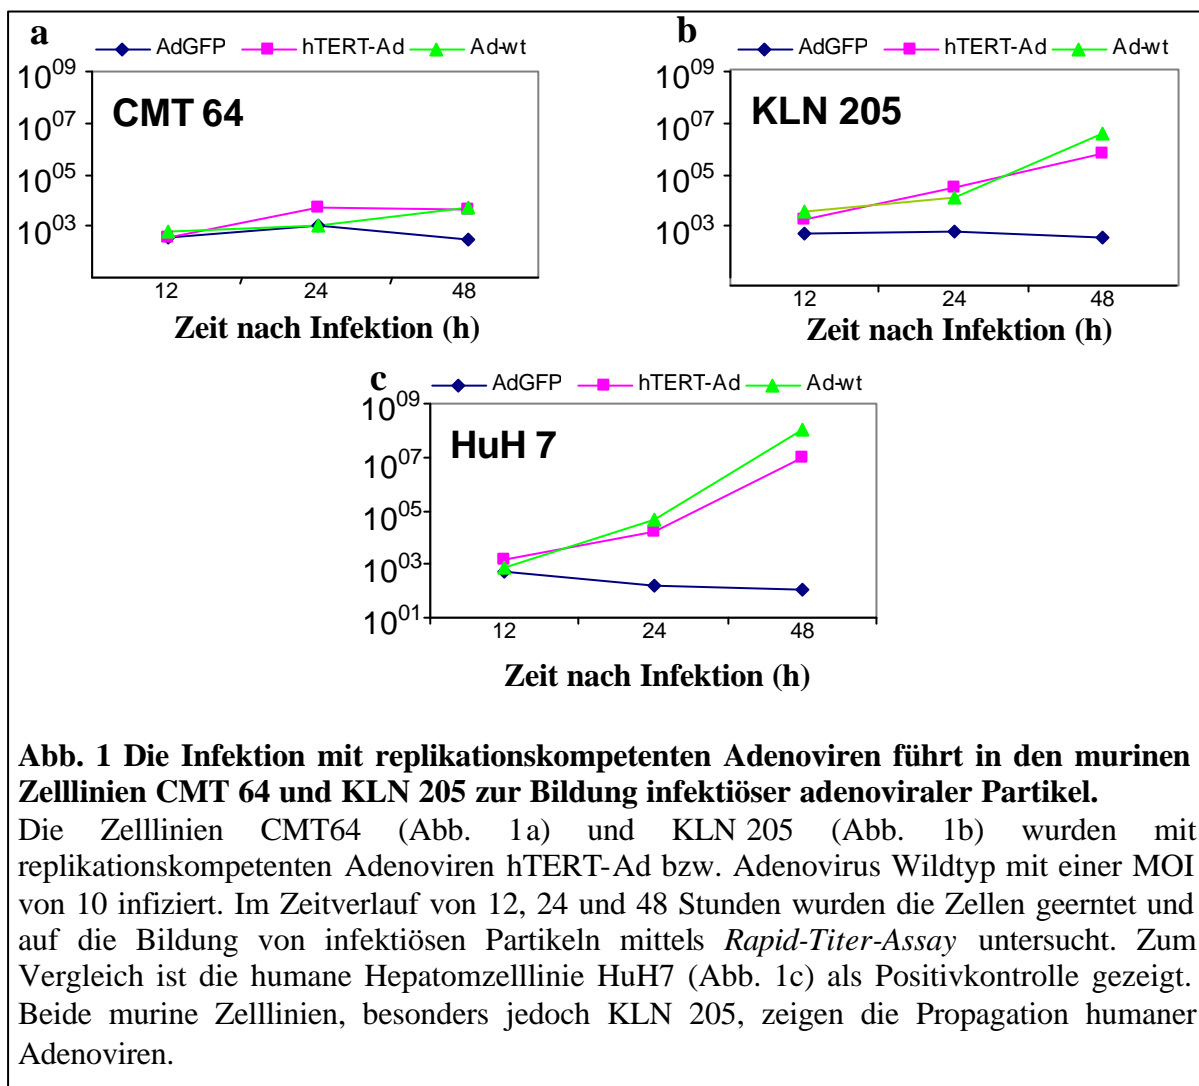 a
AdGFP hTERT-Ad Ad-wt
10^09
10^07
10^05
10^03
CMT 64
12 24 48
Zeit nach Infektion (h)
b
AdGFP hTERT-Ad Ad-wt
10^09
10^07
10^05
10^03
KLN 205
12 24 48
Zeit nach Infektion (h)
c
AdGFP hTERT-Ad Ad-wt
10^09
10^07
10^05
10^03
10^01
HuH 7
12 24 48
Zeit nach Infektion (h)
Abb. 1 Die Infektion mit replikationskompetenten Adenoviren führt in den murinen
Zelllinien CMT 64 und KLN 205 zur Bildung infektiöser adenoviraler Partikel.
Die Zelllinien CMT64 (Abb. 1a) und KLN 205 (Abb. 1b) wurden mit
replikationskompetenten Adenoviren hTERT-Ad bzw. Adenovirus Wildtyp mit einer MOI
von 10 infiziert. Im Zeitverlauf von 12, 24 und 48 Stunden wurden die Zellen geerntet und
auf die Bildung von infektiösen Partikeln mittels Rapid-Titer-Assay untersucht. Zum
Vergleich ist die humane Hepatomzelllinie HuH7 (Abb. 1c) als Positivkontrolle gezeigt.
Beide murine Zelllinien, besonders jedoch KLN 205, zeigen die Propagation humaner
Adenoviren.